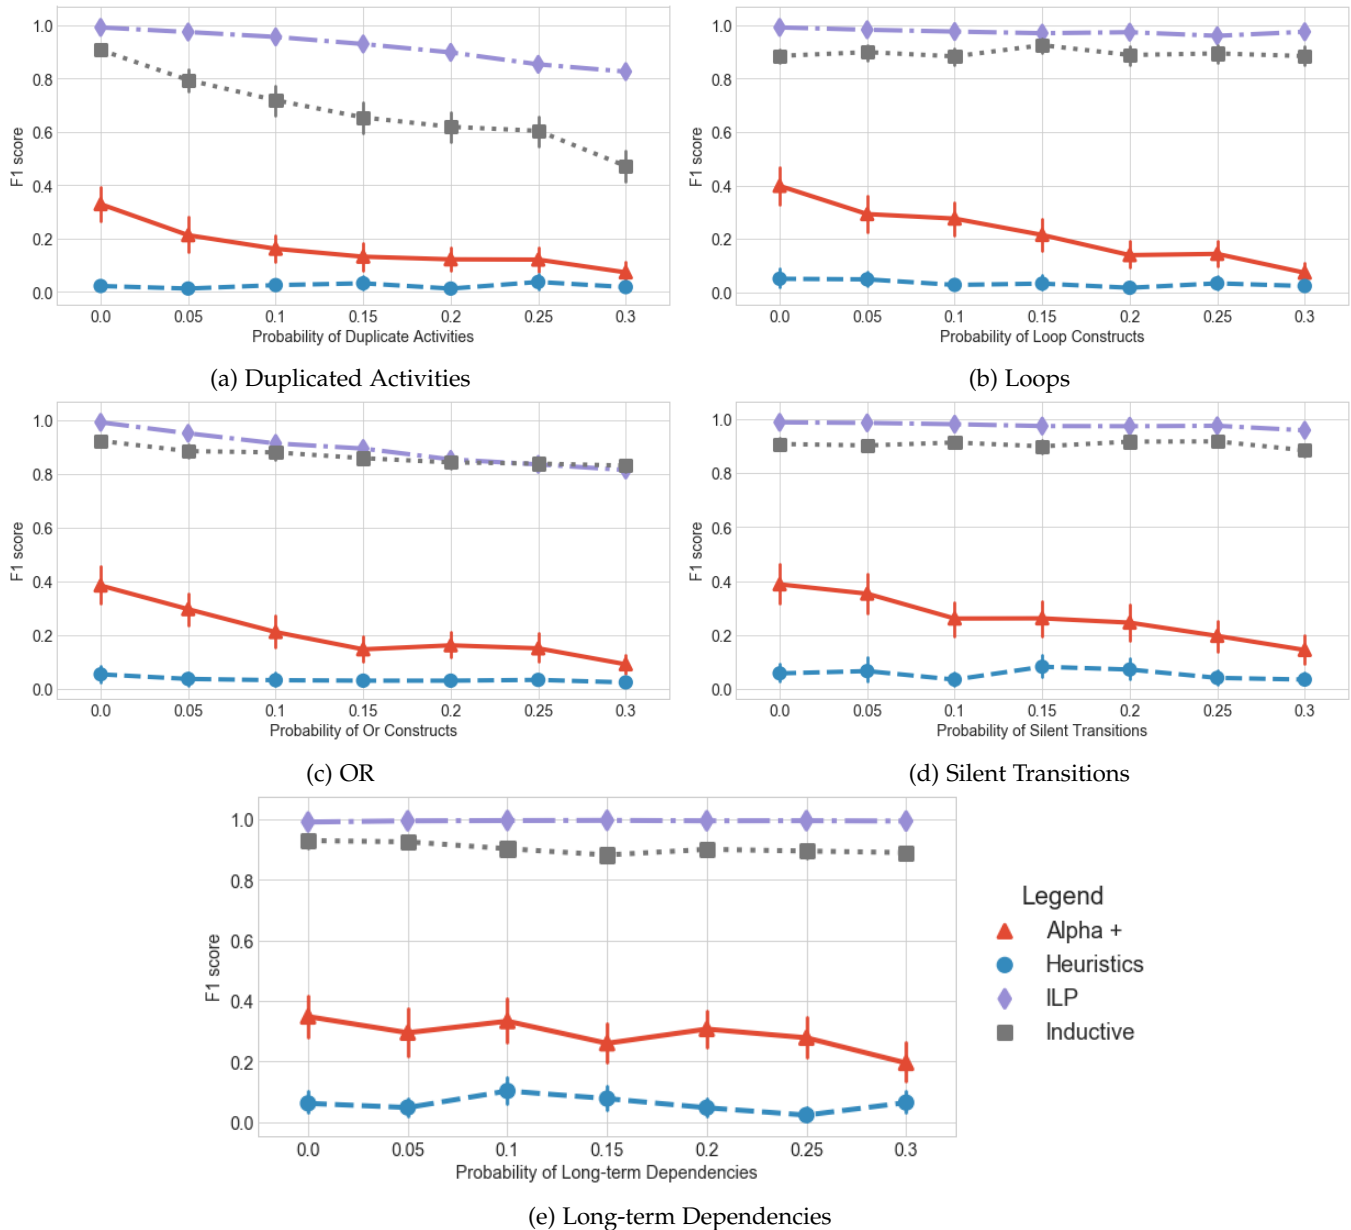 1.0
0.8
0.6
0.4
0.2
0.0
F1 score
0.0 0.05 0.1 0.15 0.2 0.25 0.3
Probability of Duplicate Activities
(a) Duplicated Activities
1.0
0.8
0.6
0.4
0.2
0.0
F1 score
0.0 0.05 0.1 0.15 0.2 0.25 0.3
Probability of Loop Constructs
(b) Loops
1.0
0.8
0.6
0.4
0.2
0.0
F1 score
0.0 0.05 0.1 0.15 0.2 0.25 0.3
Probability of Or Constructs
(c) OR
1.0
0.8
0.6
0.4
0.2
0.0
F1 score
0.0 0.05 0.1 0.15 0.2 0.25 0.3
Probability of Silent Transitions
(d) Silent Transitions
1.0
0.8
0.6
0.4
0.2
0.0
F1 score
0.0 0.05 0.1 0.15 0.2 0.25 0.3
Probability of Long-term Dependencies
Legend
Alpha +
Heuristics
ILP
Inductive
(e) Long-term Dependencies